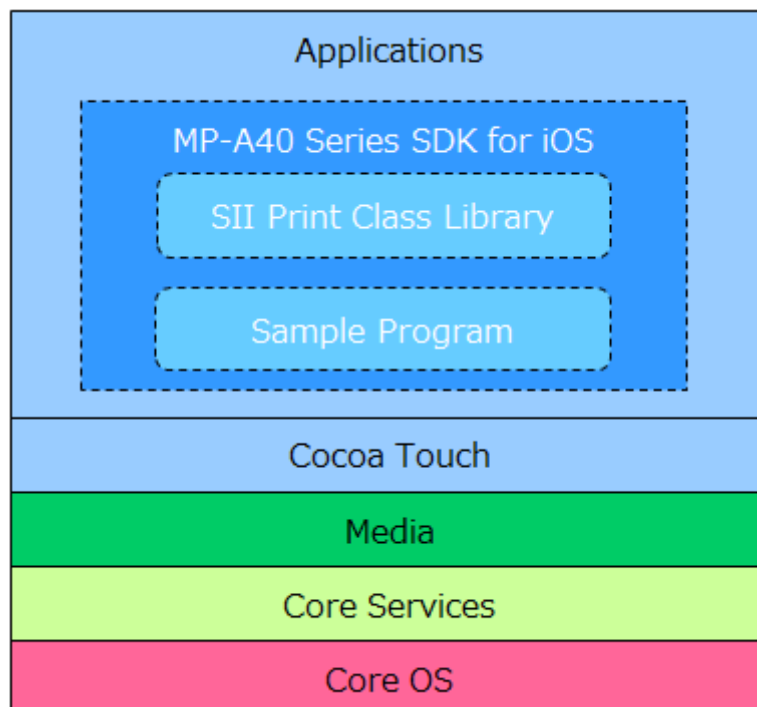 Applications
MP-A40 Series SDK for iOS
SII Print Class Library
Sample Program
Cocoa Touch
Media
Core Services
Core OS